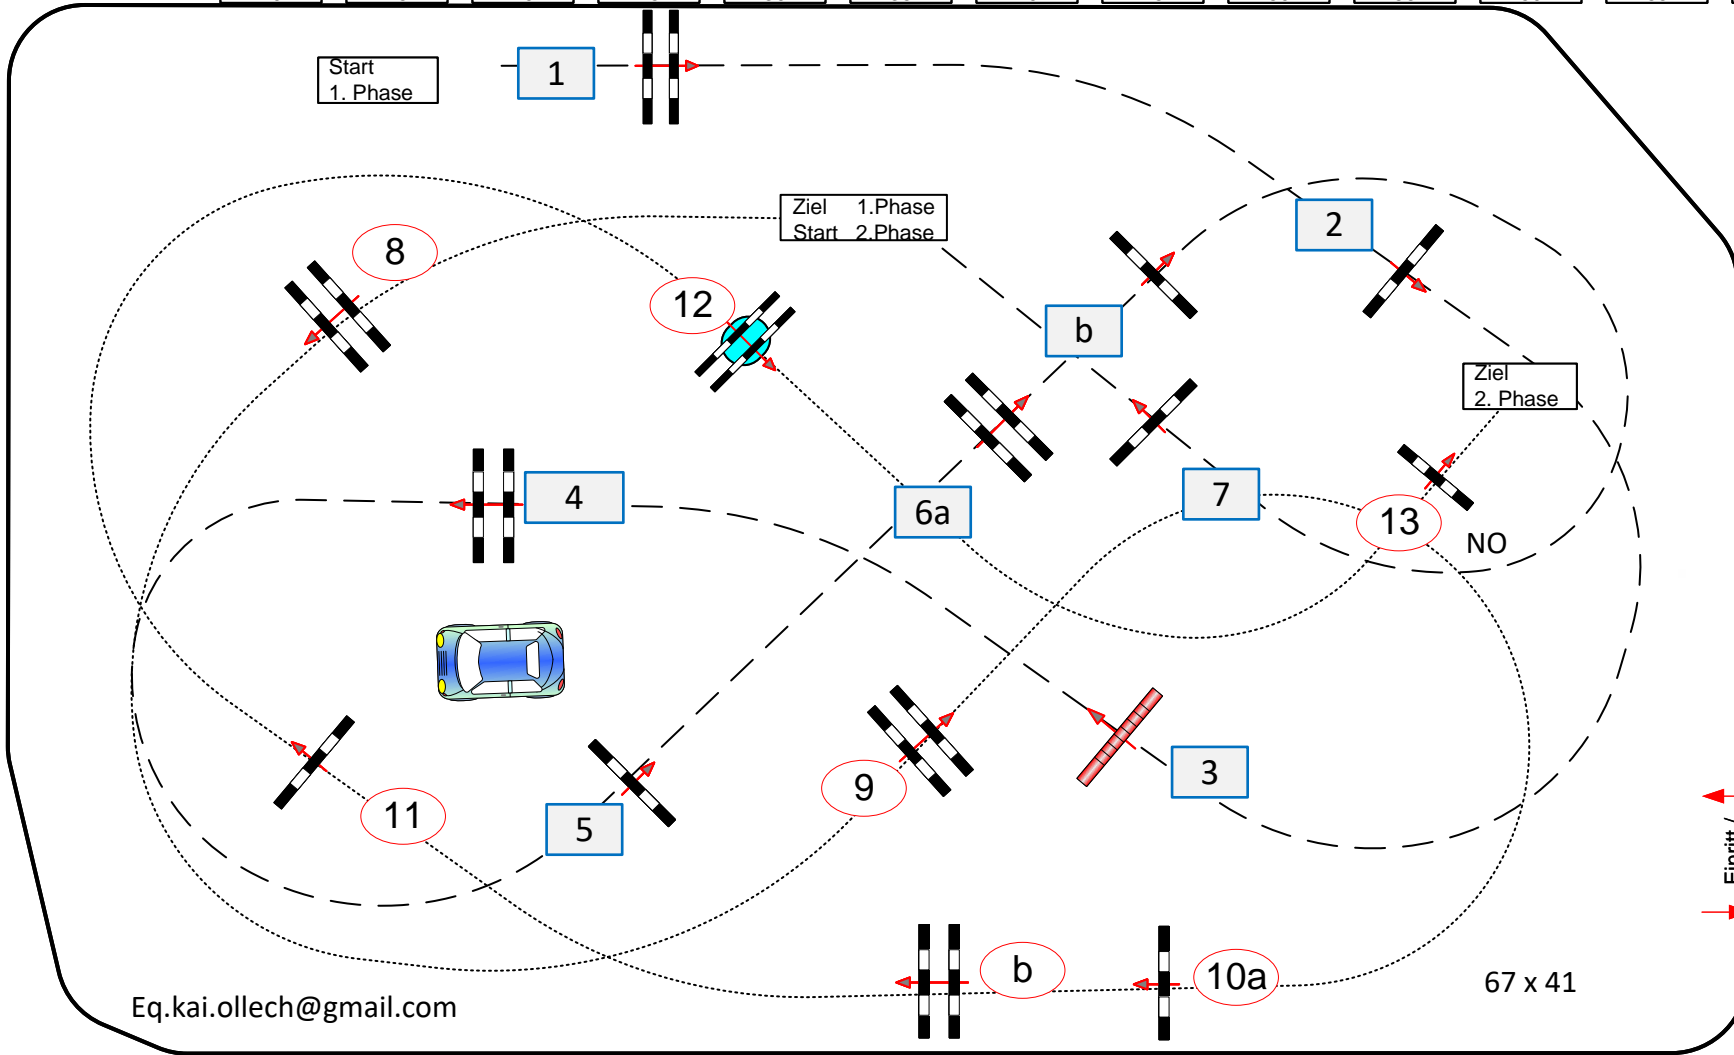 Start
1. Phase
1
Ziel 1.Phase
Start 2.Phase
2
8
12
b
Ziel
2. Phase
4
6a
7
13
NO
3
9
11
5
b
10a
67 x 41
Eq.kai.ollech@gmail.com